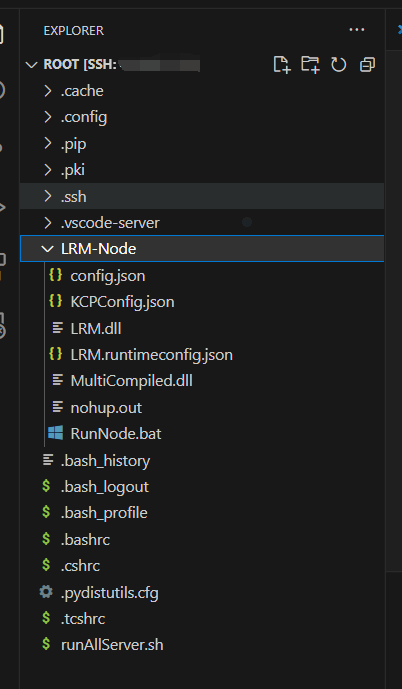 EXPLORER
ROOT [SSH:
.cache
.config
.pip
.pki
.ssh
.vscode-server
LRM-Node
{} config.json
{} KCPConfig.json
LRM.dll
{} LRM.runtimeconfig.json
MultiCompiled.dll
nohup.out
RunNode.bat
.bash_history
$ .bash_logout
$ .bash_profile
$ .bashrc
$ .cshrc
.pydistutils.cfg
$ .tcshrc
$ runAllServer.sh